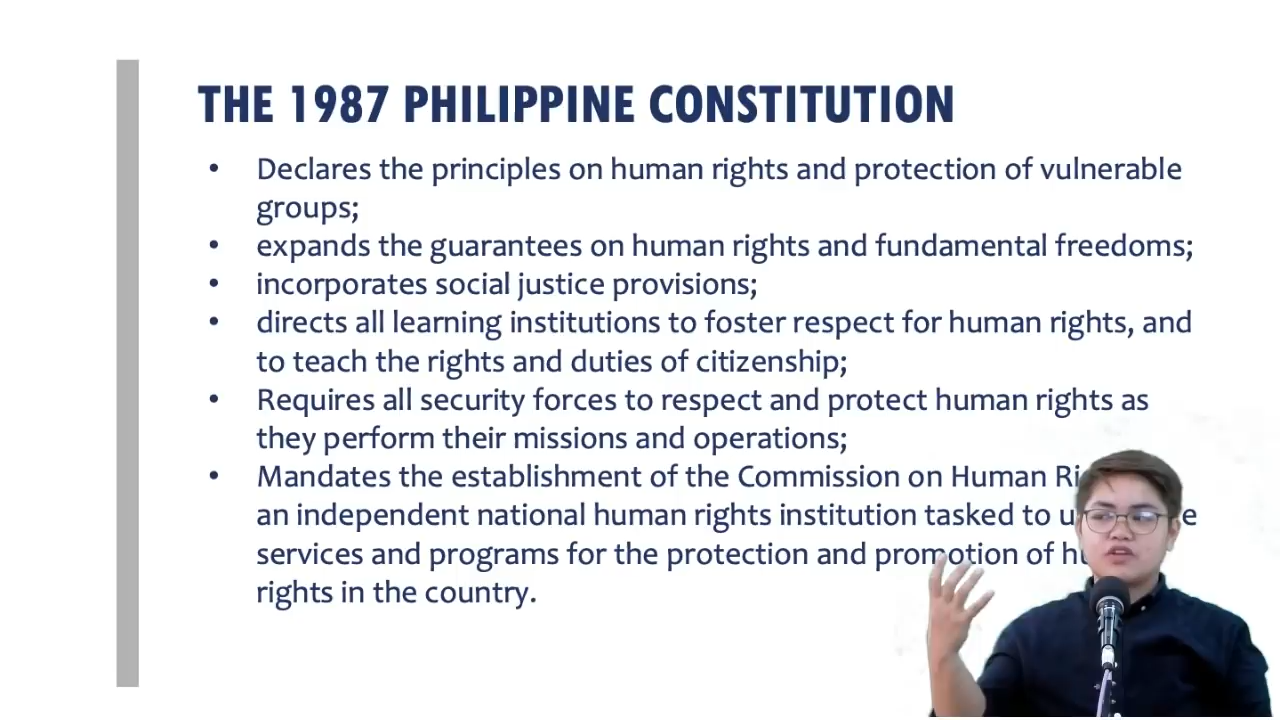 THE 1987 PHILIPPINE CONSTITUTION
• Declares the principles on human rights and protection of vulnerable
groups;
• expands the guarantees on human rights and fundamental freedoms;
• incorporates social justice provisions;
• directs all learning institutions to foster respect for human rights, and
to teach the rights and duties of citizenship;
• Requires all security forces to respect and protect human rights as
they perform their missions and operations;
• Mandates the establishment of the Commission on Human
an independent national human rights institution tasked to
services and programs for the protection and promotion of
rights in the country.